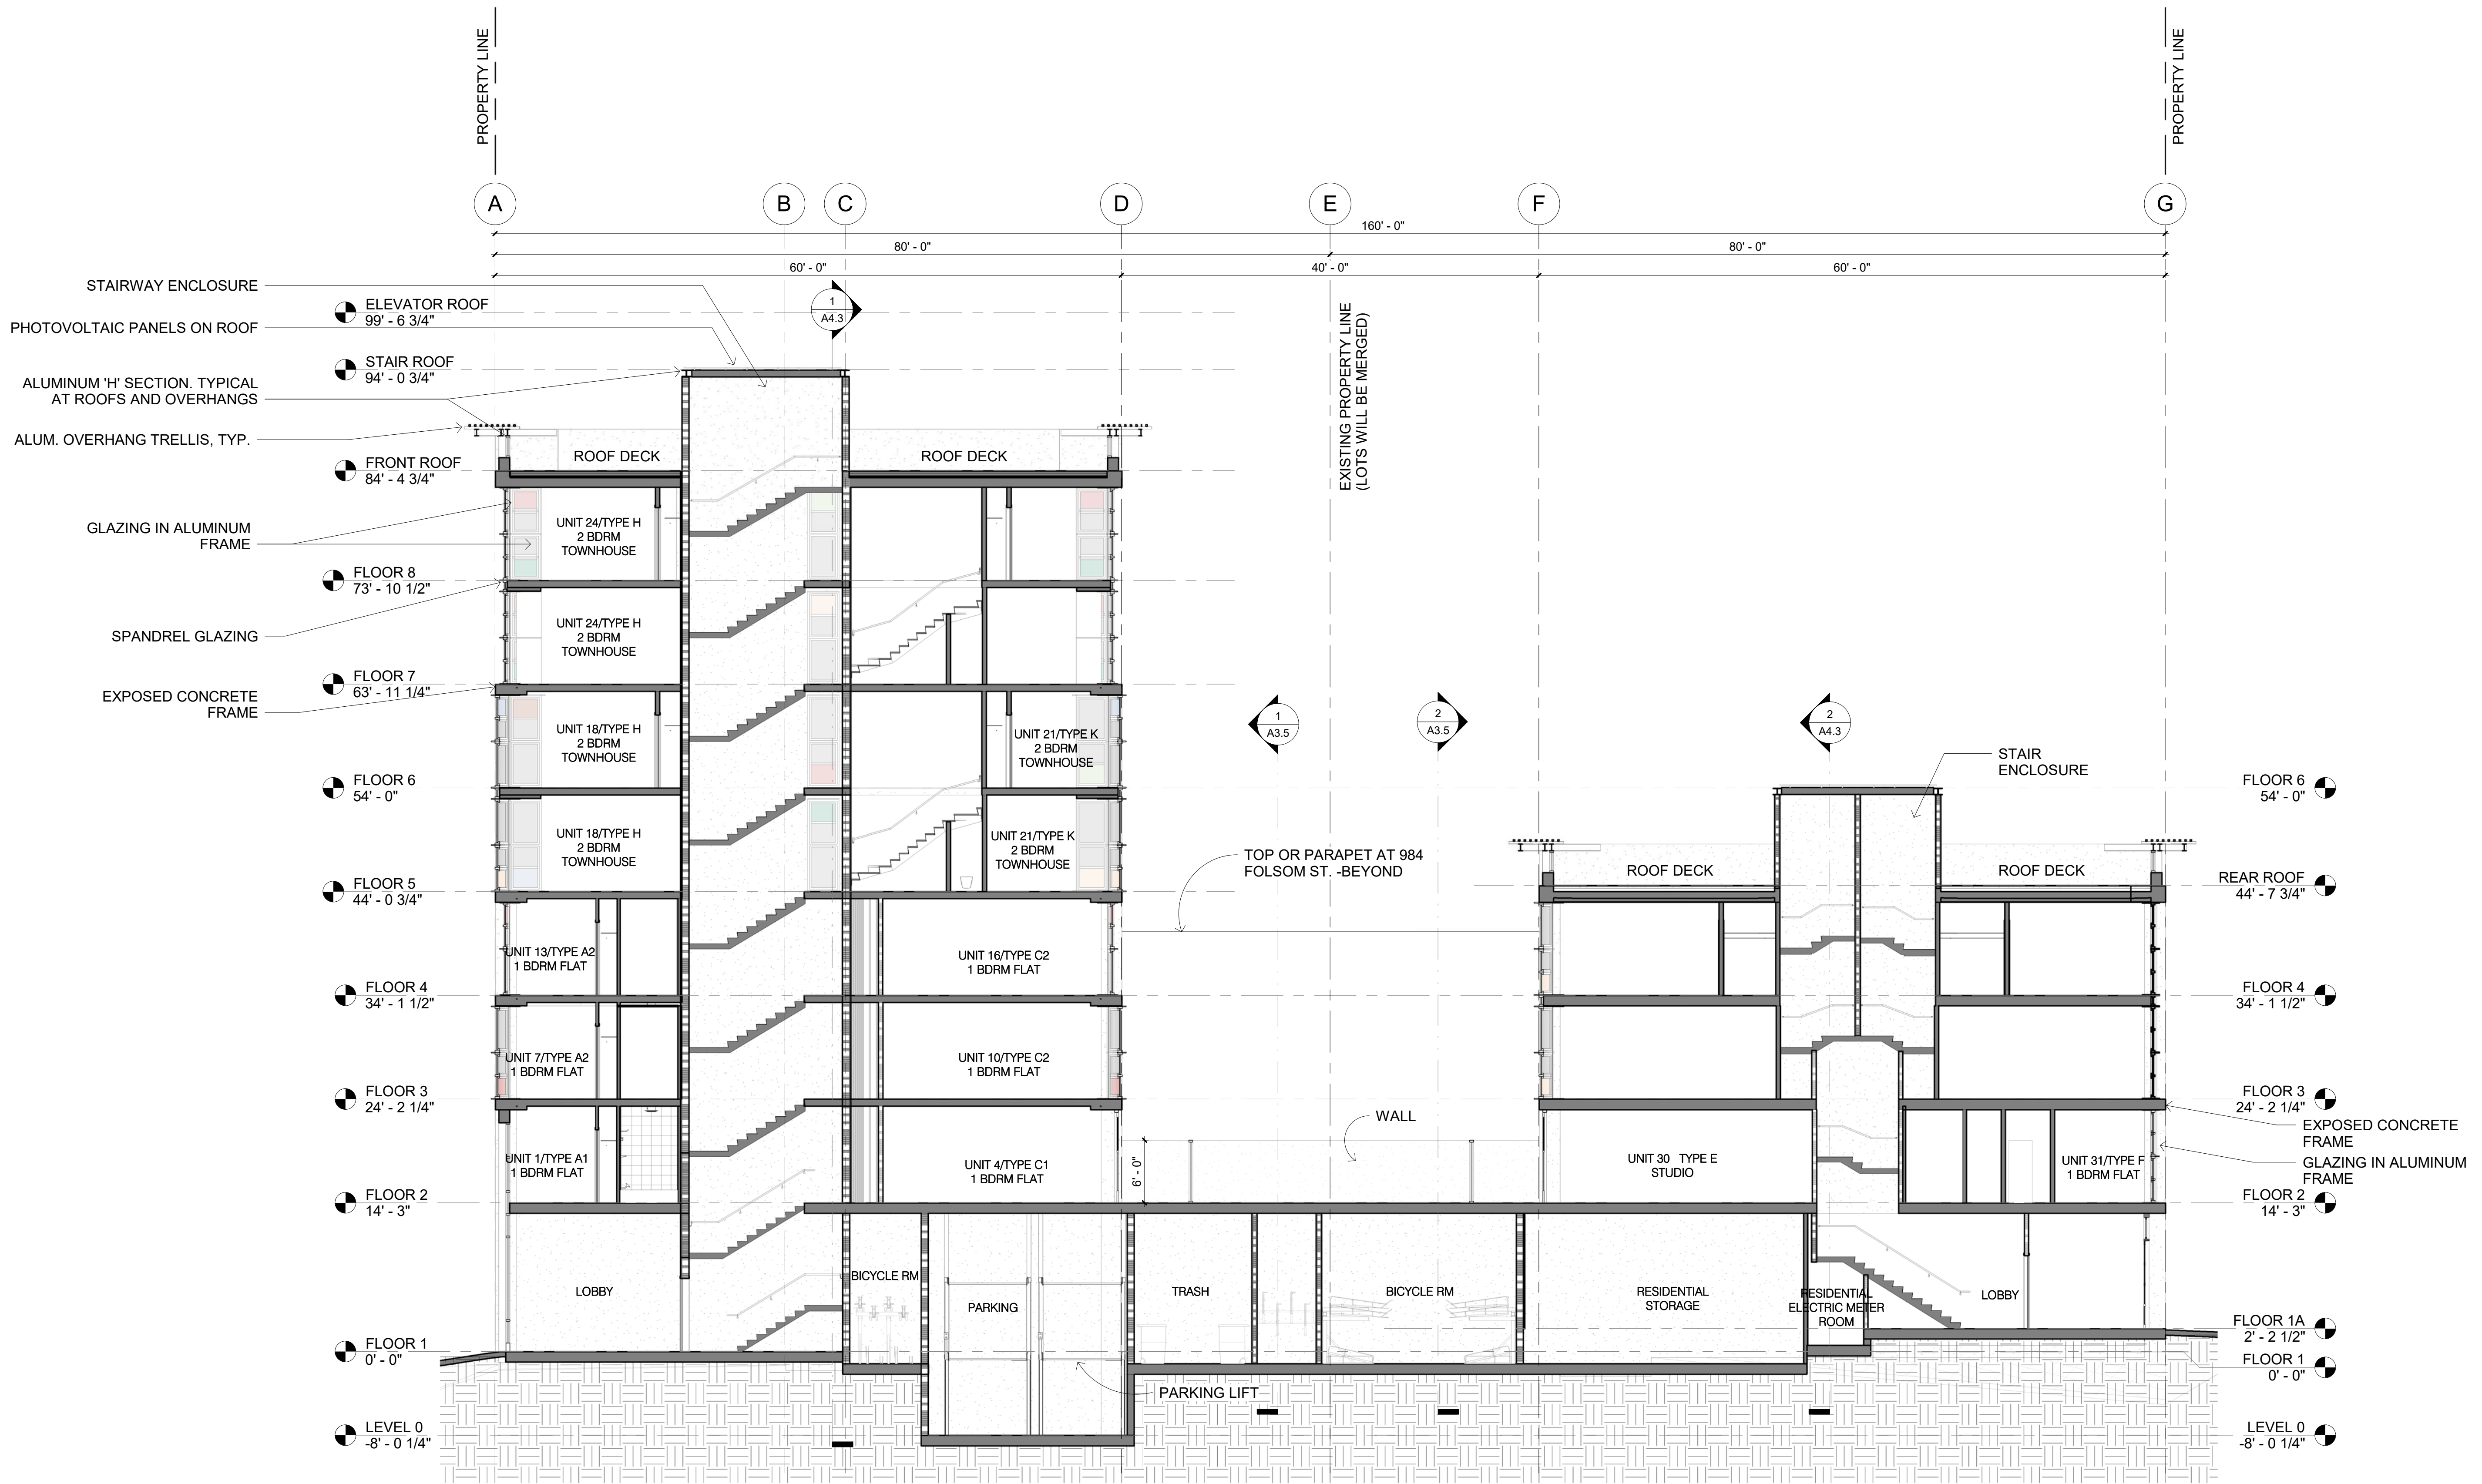 PROPERTY LINE
PROPERTY LINE
A
B
C
D
E
F
G
160' - 0"
80' - 0"
80' - 0"
60' - 0"
40' - 0"
60' - 0"
STAIRWAY ENCLOSURE
PHOTOVOLTAIC PANELS ON ROOF
ALUMINUM 'H' SECTION. TYPICAL
AT ROOFS AND OVERHANGS
ALUM. OVERHANG TRELLIS, TYP.
GLAZING IN ALUMINUM
FRAME
SPANDREL GLAZING
EXPOSED CONCRETE
FRAME
ELEVATOR ROOF
99' - 6 3/4"
STAIR ROOF
94' - 0 3/4"
FRONT ROOF
84' - 4 3/4"
FLOOR 8
73' - 10 1/2"
FLOOR 7
63' - 11 1/4"
FLOOR 6
54' - 0"
FLOOR 5
44' - 0 3/4"
FLOOR 4
34' - 1 1/2"
FLOOR 3
24' - 2 1/4"
FLOOR 2
14' - 3"
FLOOR 1
0' - 0"
LEVEL 0
-8' - 0 1/4"
1
A4.3
EXISTING PROPERTY LINE
(LOTS WILL BE MERGED)
ROOF DECK
ROOF DECK
UNIT 24/TYPE H
2 BDRM
TOWNHOUSE
UNIT 24/TYPE H
2 BDRM
TOWNHOUSE
UNIT 18/TYPE H
2 BDRM
TOWNHOUSE
UNIT 21/TYPE K
2 BDRM
TOWNHOUSE
UNIT 18/TYPE H
2 BDRM
TOWNHOUSE
UNIT 21/TYPE K
2 BDRM
TOWNHOUSE
UNIT 13/TYPE A2
1 BDRM FLAT
UNIT 16/TYPE C2
1 BDRM FLAT
UNIT 7/TYPE A2
1 BDRM FLAT
UNIT 10/TYPE C2
1 BDRM FLAT
UNIT 1/TYPE A1
1 BDRM FLAT
UNIT 4/TYPE C1
1 BDRM FLAT
LOBBY
BICYCLE RM
PARKING
TRASH
BICYCLE RM
RESIDENTIAL
STORAGE
RESIDENTIAL
ELECTRIC METER
ROOM
LOBBY
PARKING LIFT
1
A3.5
2
A3.5
2
A4.3
TOP OR PARAPET AT 984
FOLSOM ST. -BEYOND
WALL
6' - 0"
STAIR
ENCLOSURE
ROOF DECK
ROOF DECK
UNIT 30 TYPE E
STUDIO
UNIT 31/TYPE F
1 BDRM FLAT
FLOOR 6
54' - 0"
REAR ROOF
44' - 7 3/4"
FLOOR 4
34' - 1 1/2"
FLOOR 3
24' - 2 1/4"
EXPOSED CONCRETE
FRAME
GLAZING IN ALUMINUM
FRAME
FLOOR 2
14' - 3"
FLOOR 1A
2' - 2 1/2"
FLOOR 1
0' - 0"
LEVEL 0
-8' - 0 1/4"